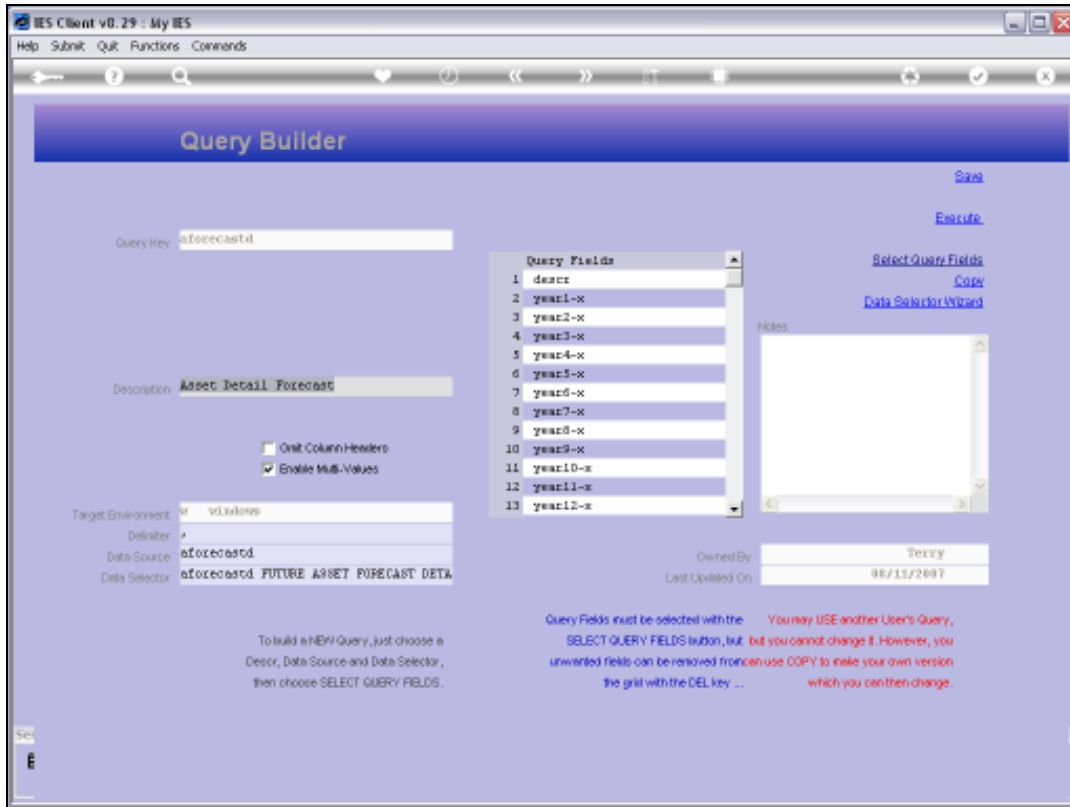 IES Client v8.29 : My IES
Help Submit Quit Functions Commands
Query Builder
Save
Execute
Query Key aforecastd
Select Query Fields
Copy
Data Selector Wizard
Query Fields
1 descr
2 year1-x
3 year2-x
4 year3-x
5 year4-x
6 year5-x
7 year6-x
8 year7-x
9 year8-x
10 year9-x
11 year10-x
12 year11-x
13 year12-x
Notes
Description Asset Detail Forecast
Omit Column Headers
Enable Multi-Values
Target Environment w windows
Delimiter ,
Data Source aforecastd
Data Selector aforecastd FUTURE ASSET FORECAST DETA
Owned By Terry
Last Updated On 08/11/2007
To build a NEW Query, just choose a
Descr, Data Source and Data Selector,
then choose SELECT QUERY FIELDS.
Query Fields must be selected with the
SELECT QUERY FIELDS button, but
unwanted fields can be removed from
the grid with the DEL key ...
You may USE another User's Query,
but you cannot change it. However, you
can use COPY to make your own version
which you can then change.